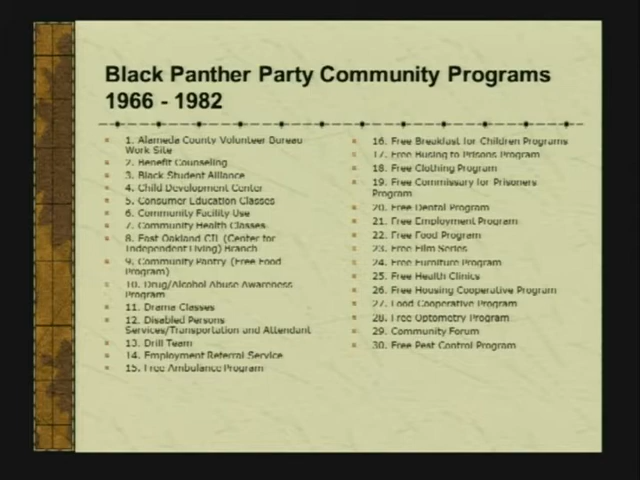 Black Panther Party Community Programs
1966 - 1982
1. Alameda County Volunteer Bureau
Work Site
2. Benefit Counseling
3. Black Student Alliance
4. Child Development Center
5. Consumer Education Classes
6. Community Facility Use
7. Community Health Classes
8. East Oakland CIL (Center for
Independent Living) Branch
9. Community Pantry (Free Food
Program)
10. Drug/Alcohol Abuse Awareness
Program
11. Drama Classes
12. Disabled Persons
Services/Transportation and Attendant
13. Drill Team
14. Employment Referral Service
15. Free Ambulance Program
16. Free Breakfast for Children Programs
17. Free Busing to Prisons Program
18. Free Clothing Program
19. Free Commissary for Prisoners
Program
20. Free Dental Program
21. Free Employment Program
22. Free Food Program
23. Free Film Series
24. Free Furniture Program
25. Free Health Clinics
26. Free Housing Cooperative Program
27. Food Cooperative Program
28. Free Optometry Program
29. Community Forum
30. Free Pest Control Program